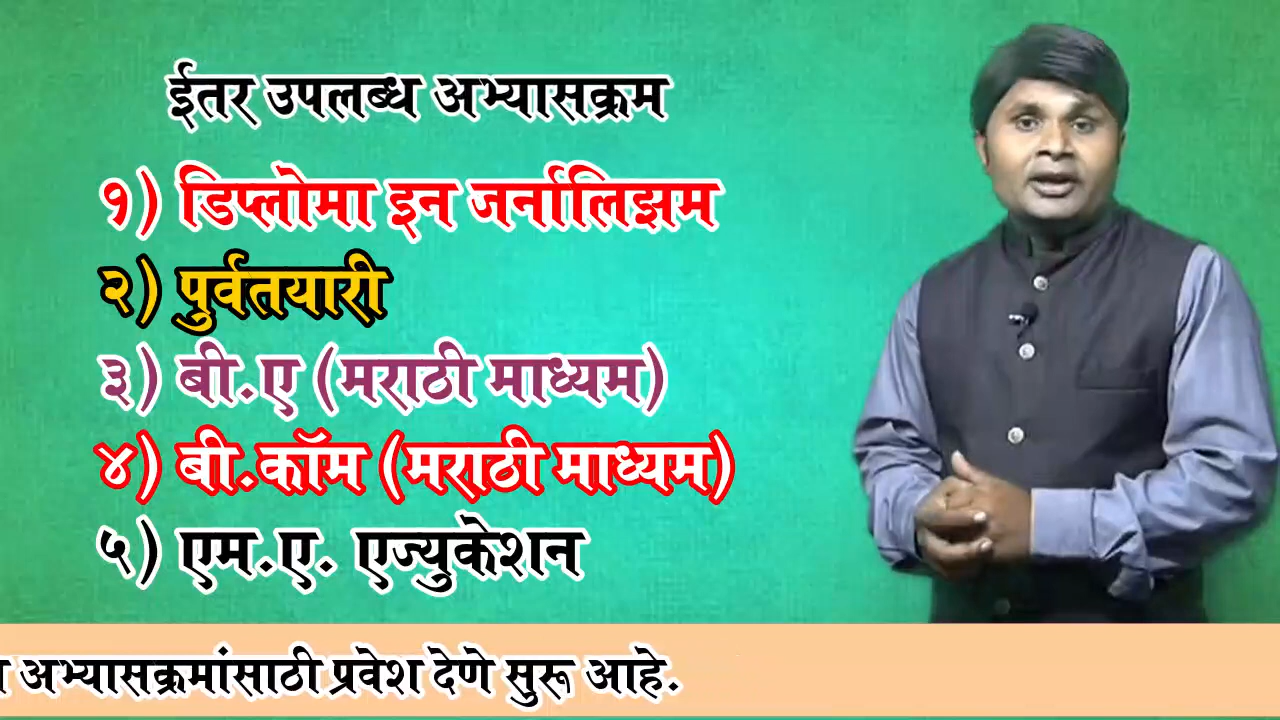 ईतर उपलब्ध अभ्यासक्रम
१) डिप्लोमा इन जर्नालिझम
२) पुर्वतयारी
३) बी.ए (मराठी माध्यम)
४) बी.कॉम (मराठी माध्यम)
५) एम.ए. एज्युकेशन
अभ्यासक्रमांसाठी प्रवेश देणे सुरू आहे.